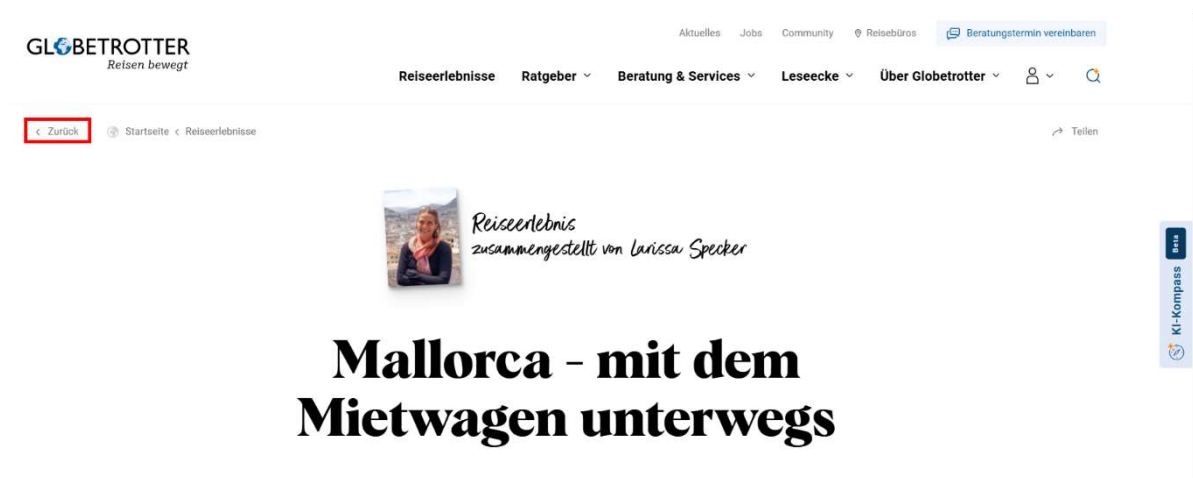 Aktuelles Jobs Community Reisebüros Beratungstermin vereinbaren
GLOBETROTTER
Reisen bewegt
Reiseerlebnisse Ratgeber Beratung & Services Leseecke Über Globetrotter
< Zurück Startseite < Reiseerlebnisse Teilen
Reiseerlebnis
zusammengestellt von Larissa Specker
KI-Kompass Beta
Mallorca - mit dem
Mietwagen unterwegs